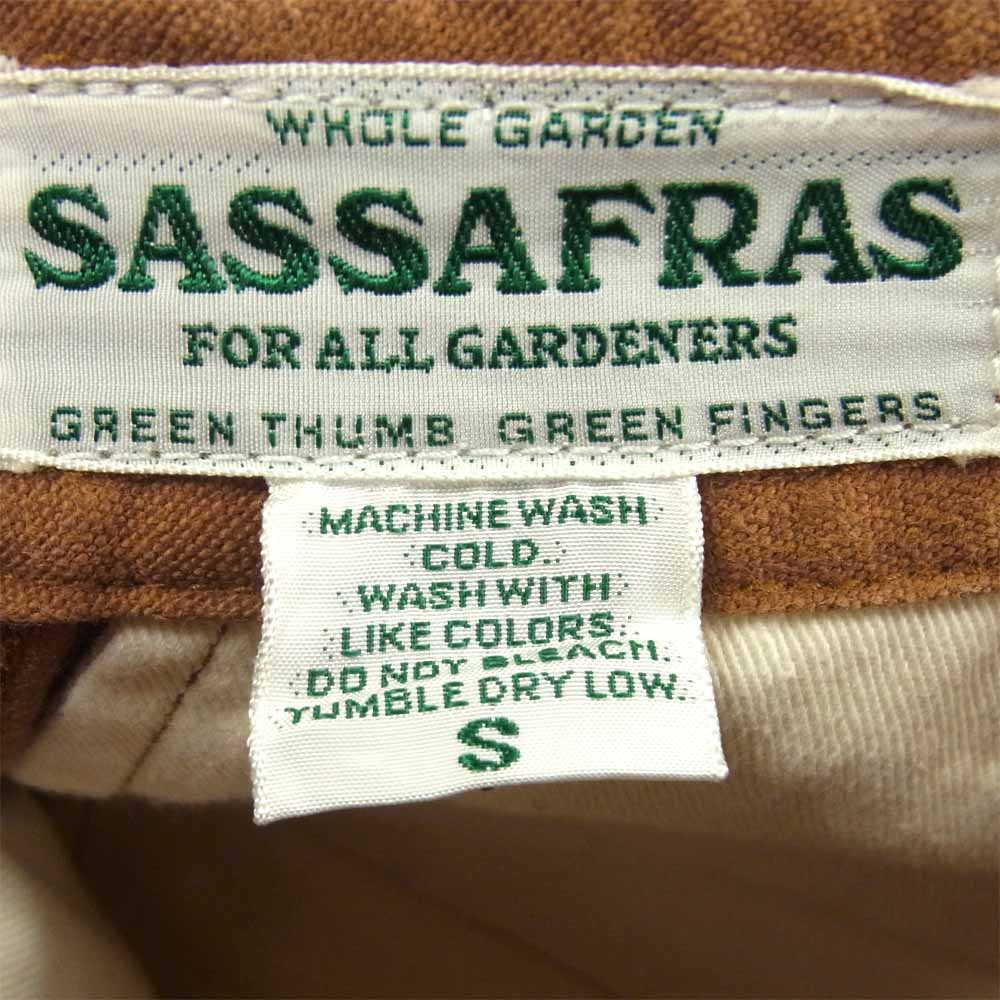 WHOLE GARDEN
SASSAFRAS
FOR ALL GARDENERS
GREEN THUMB GREEN FINGERS
MACHINE WASH
COLD.
WASH WITH
LIKE COLORS.
DO NOT BLEACH.
TUMBLE DRY LOW.
S